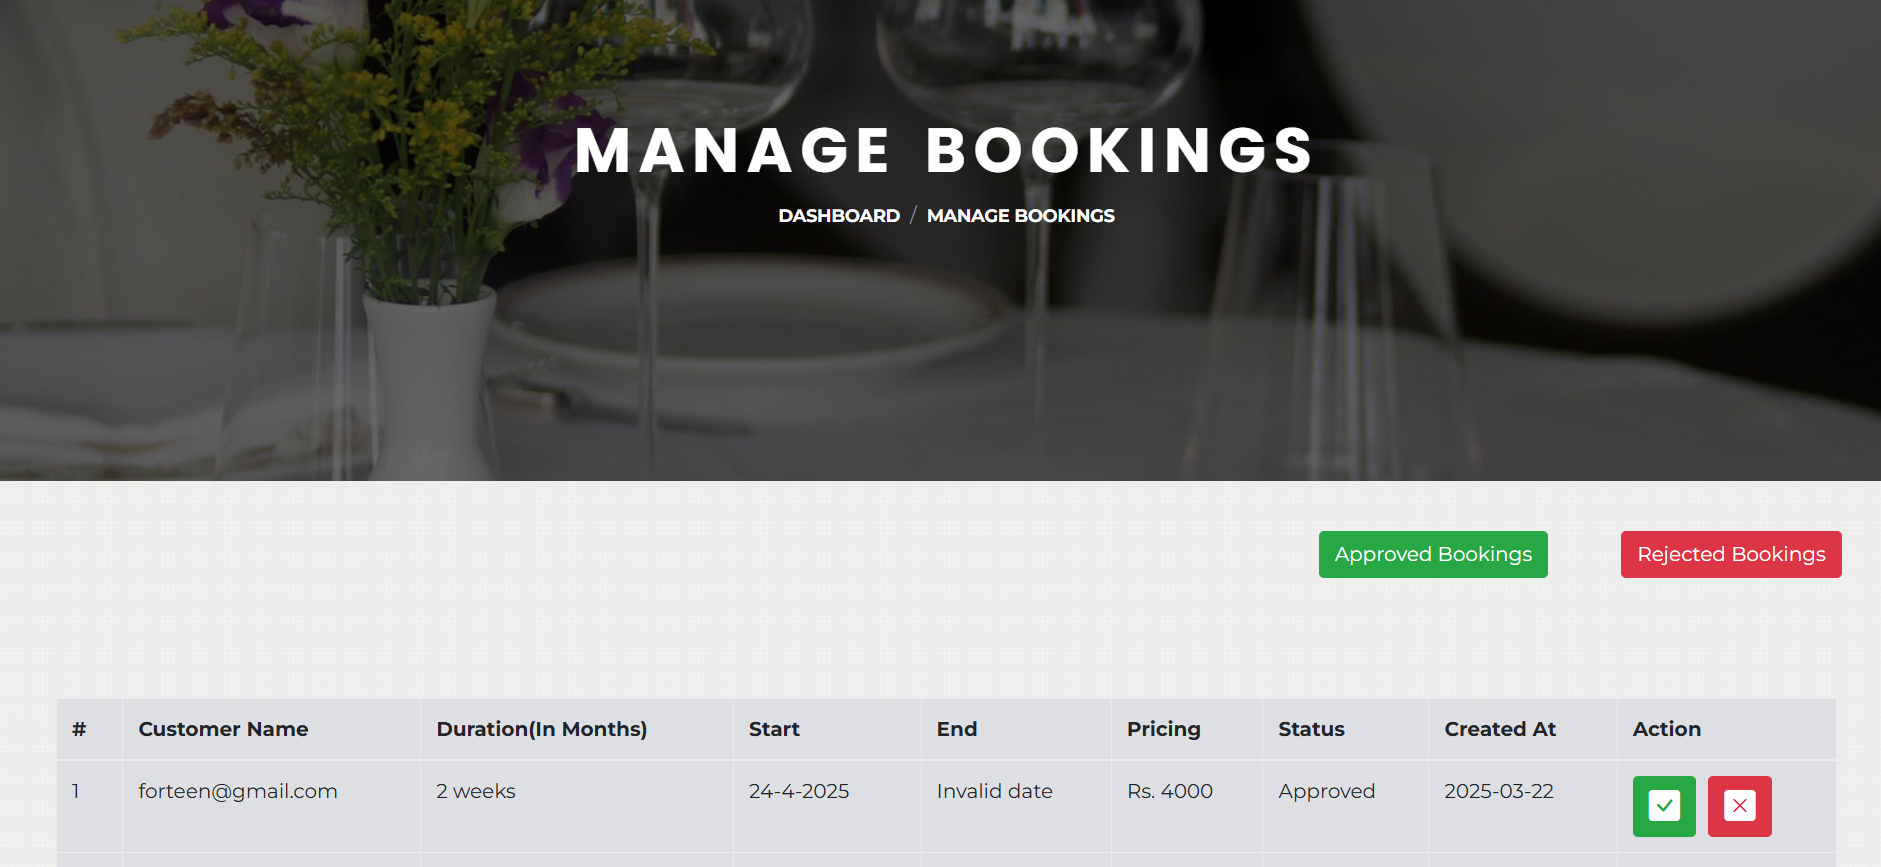 MANAGE BOOKINGS
DASHBOARD / MANAGE BOOKINGS
Approved Bookings Rejected Bookings
# Customer Name Duration(In Months) Start End Pricing Status Created At Action
1 forteen@gmail.com 2 weeks 24-4-2025 Invalid date Rs. 4000 Approved 2025-03-22